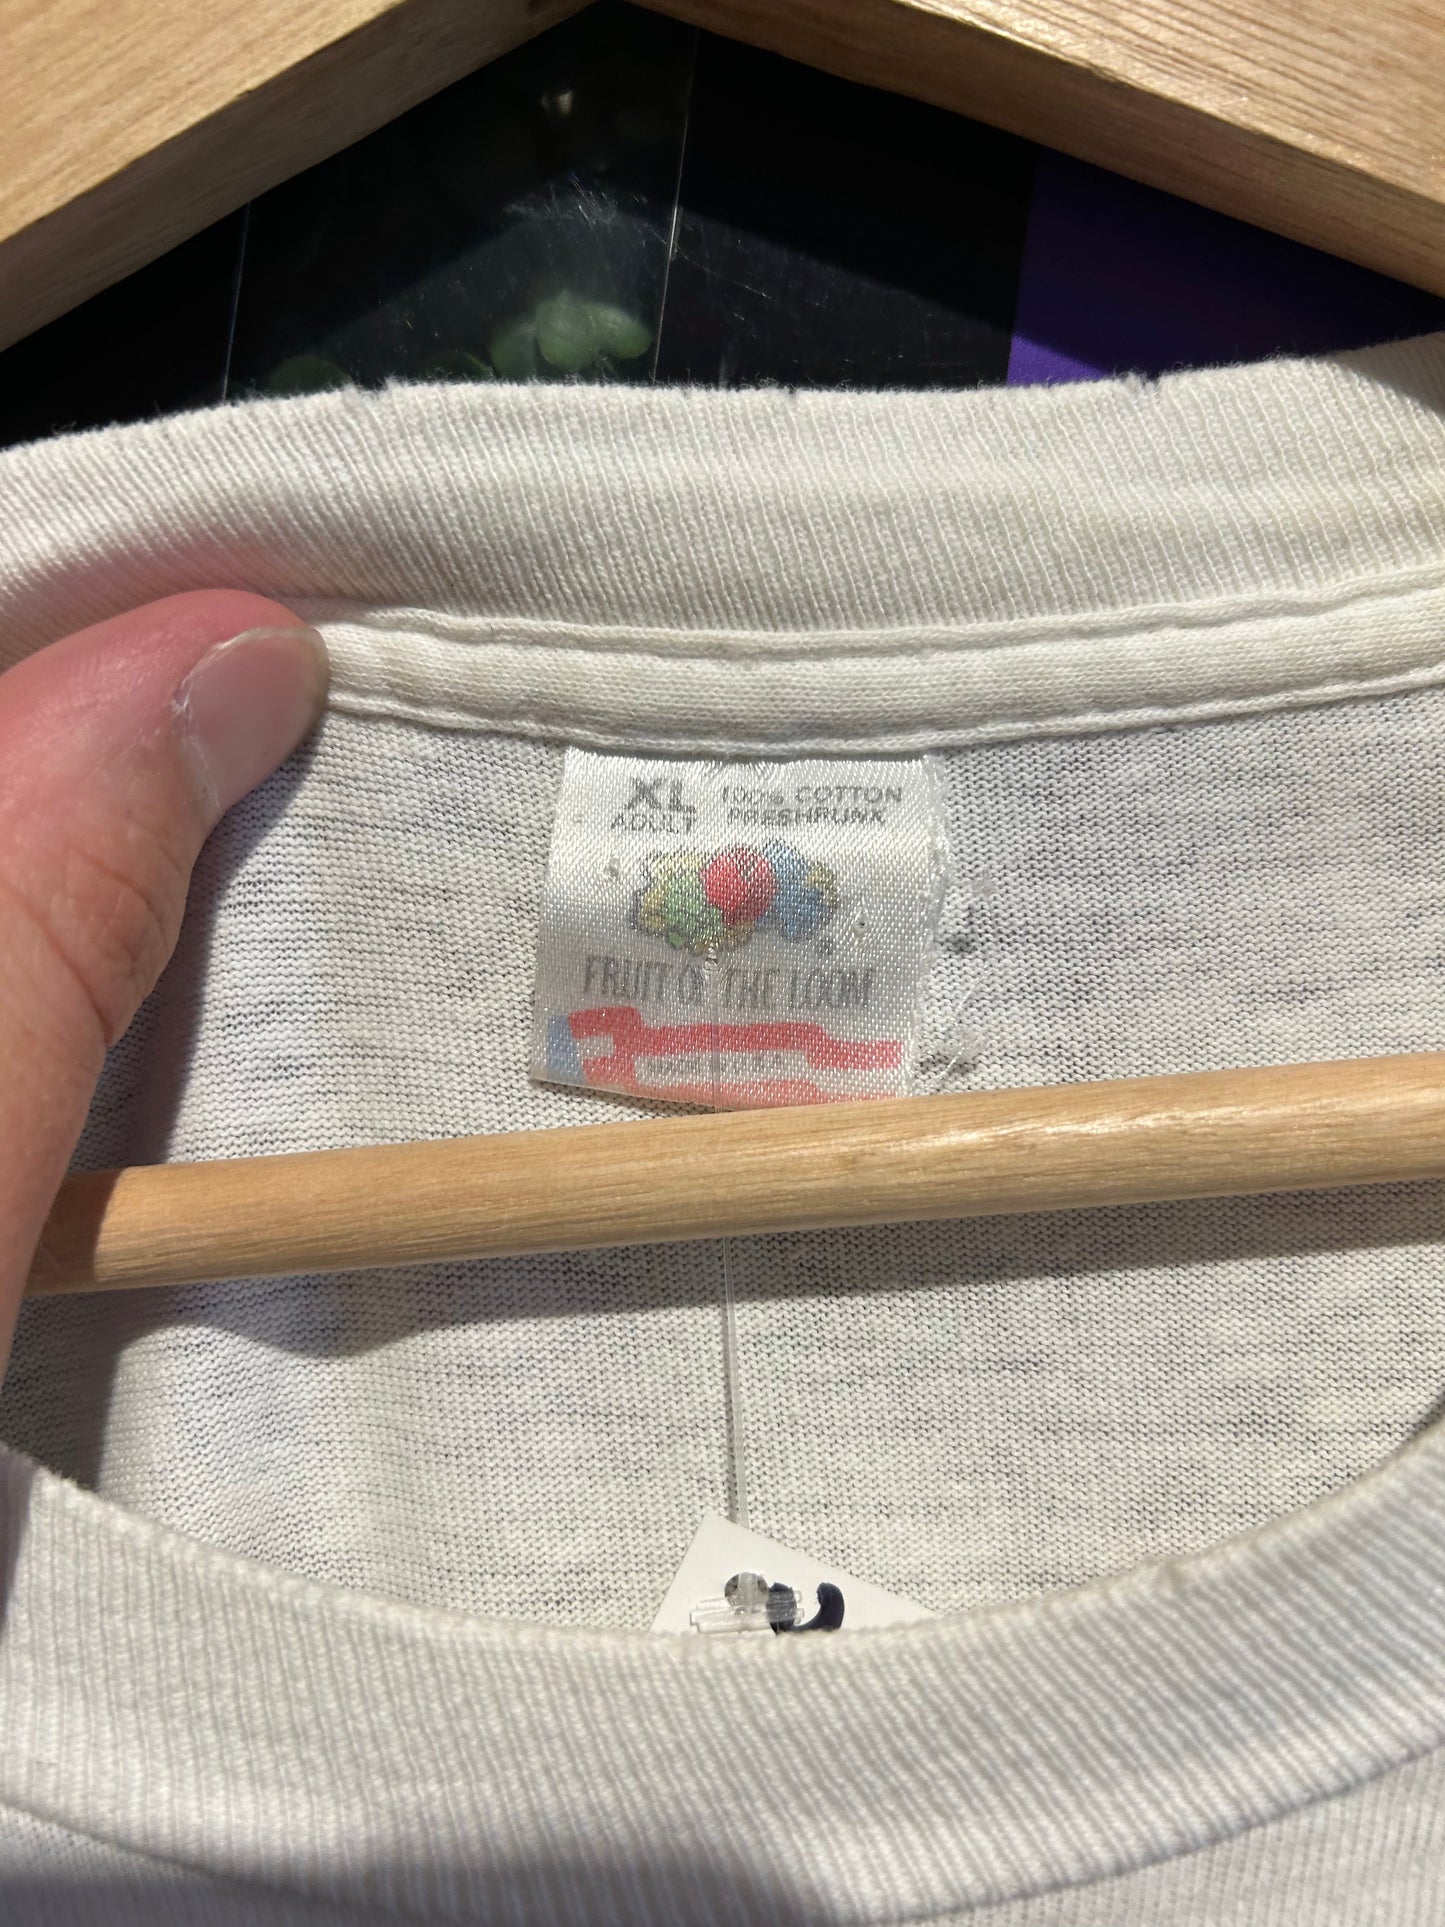 XL 100% COTTON
ADULT PRESHRUNK
FRUIT OF THE LOOM